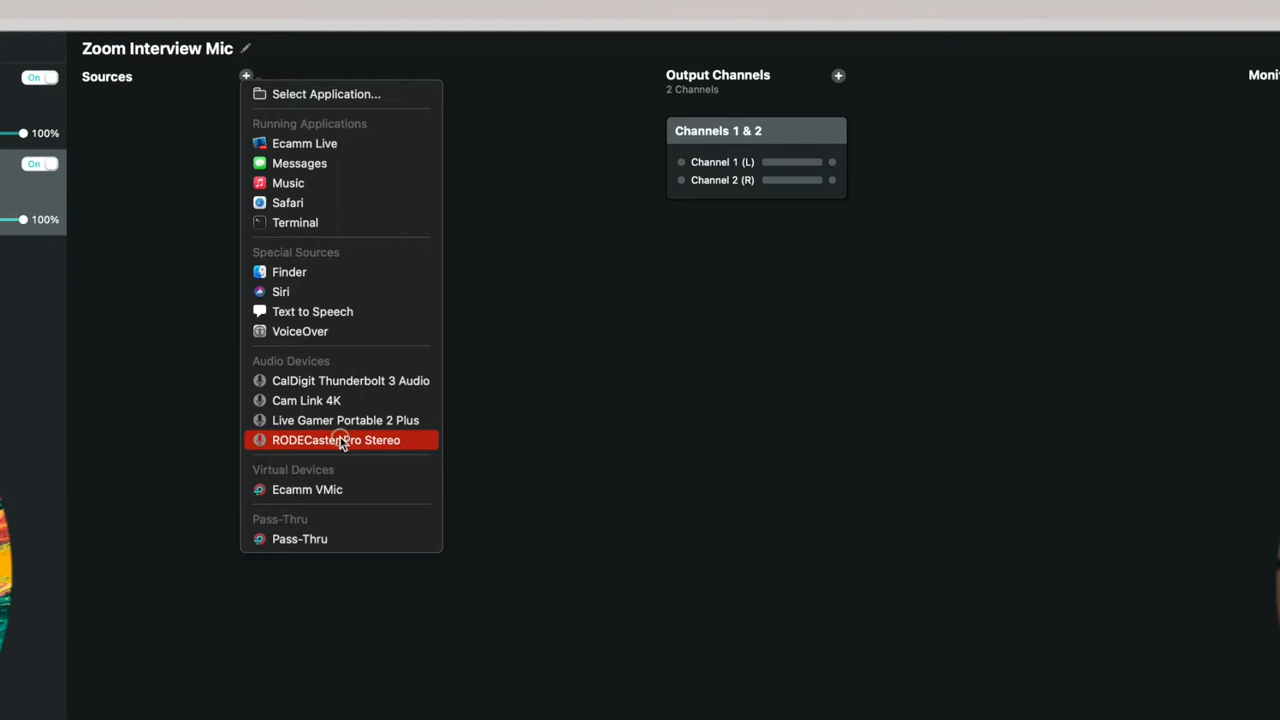 Zoom Interview Mic
Sources
On
100%
On
100%
Select Application...
Running Applications
Ecamm Live
Messages
Music
Safari
Terminal
Special Sources
Finder
Siri
Text to Speech
VoiceOver
Audio Devices
CalDigit Thunderbolt 3 Audio
Cam Link 4K
Live Gamer Portable 2 Plus
RODECaster Pro Stereo
Virtual Devices
Ecamm VMic
Pass-Thru
Pass-Thru
Output Channels
2 Channels
Channels 1 & 2
Channel 1 (L)
Channel 2 (R)
Moni